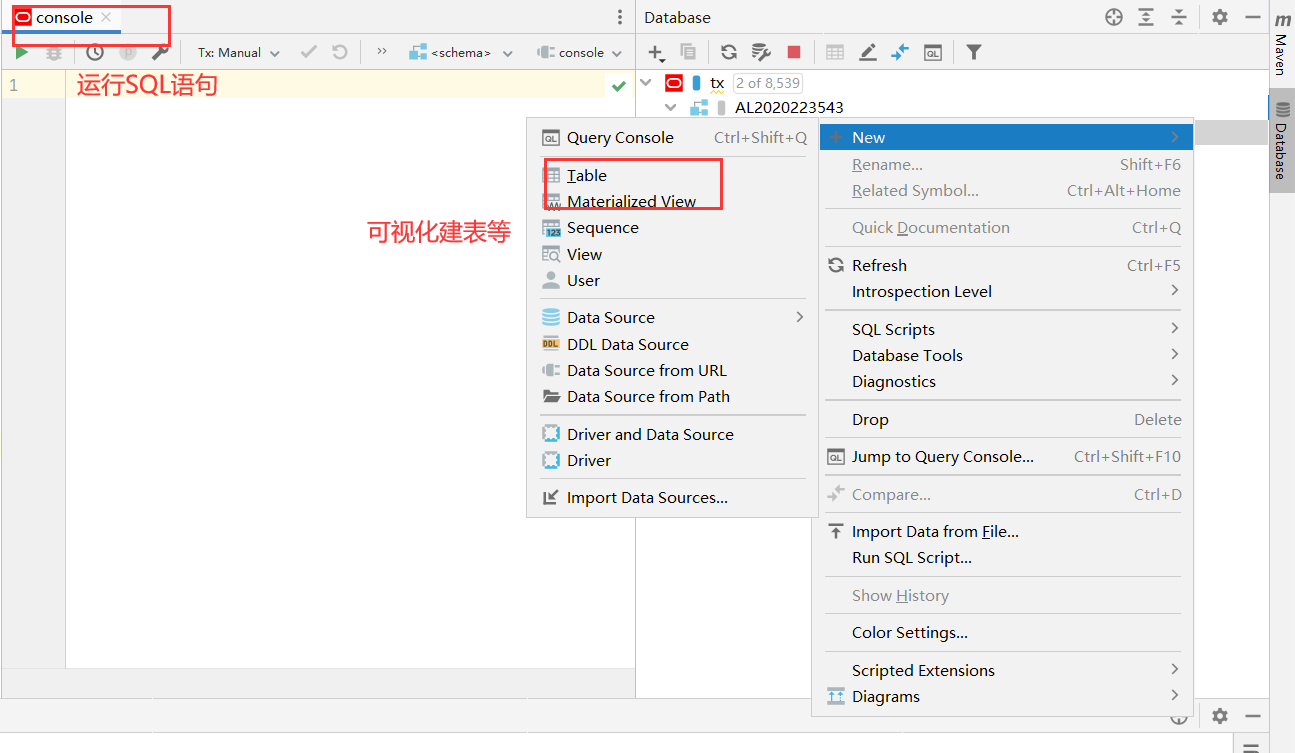 console
Database
Tx: Manual
<schema>
console
Maven
1
运行SQL语句
tx 2 of 8,539
AL2020223543
Database
Query Console Ctrl+Shift+Q
Table
Materialized View
可视化建表等
Sequence
View
User
Data Source
DDL Data Source
Data Source from URL
Data Source from Path
Driver and Data Source
Driver
Import Data Sources...
New
Rename... Shift+F6
Related Symbol... Ctrl+Alt+Home
Quick Documentation Ctrl+Q
Refresh Ctrl+F5
Introspection Level
SQL Scripts
Database Tools
Diagnostics
Drop Delete
Jump to Query Console... Ctrl+Shift+F10
Compare... Ctrl+D
Import Data from File...
Run SQL Script...
Show History
Color Settings...
Scripted Extensions
Diagrams